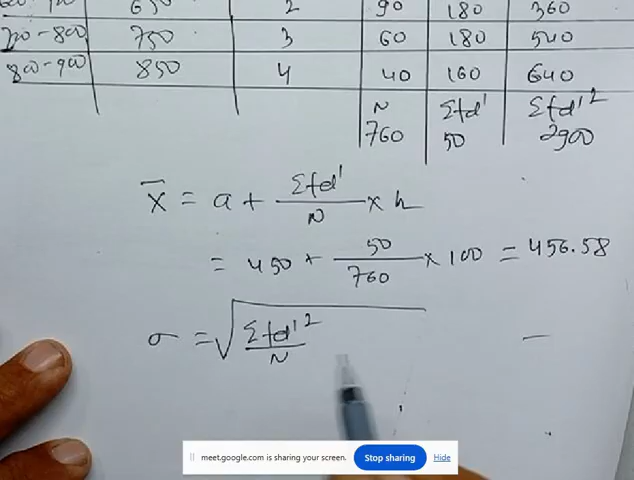 650 2 90 180 360
700-800 750 3 60 180 540
800-900 850 4 40 160 640
N Σfd' Σfd'²
760 50 2900
x̄ = a + Σfd'/N × h
= 450 + 50/760 × 100 = 456.58
σ = √Σfd'²/N
meet.google.com is sharing your screen. Stop sharing Hide